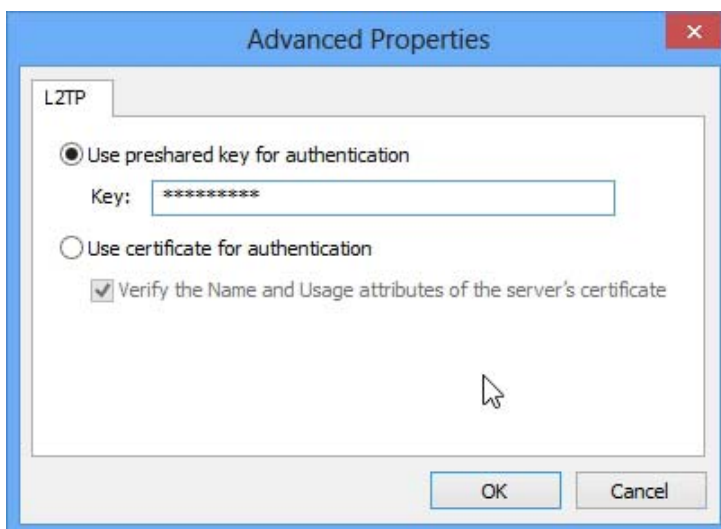 Advanced Properties
L2TP
Use preshared key for authentication
Key: *********
Use certificate for authentication
Verify the Name and Usage attributes of the server's certificate
OK Cancel